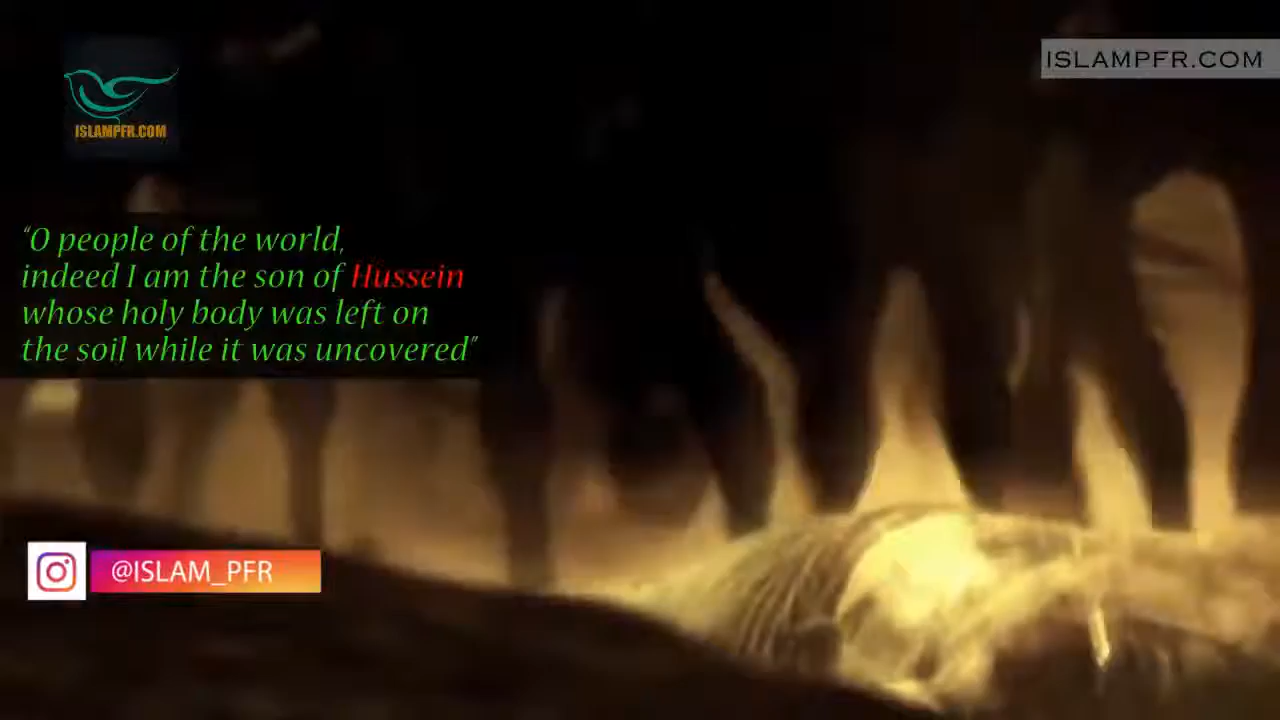 ISLAMPFR.COM
ISLAMPFR.COM
“O people of the world,
indeed I am the son of Hussein
whose holy body was left on
the soil while it was uncovered”
@ISLAM_PFR